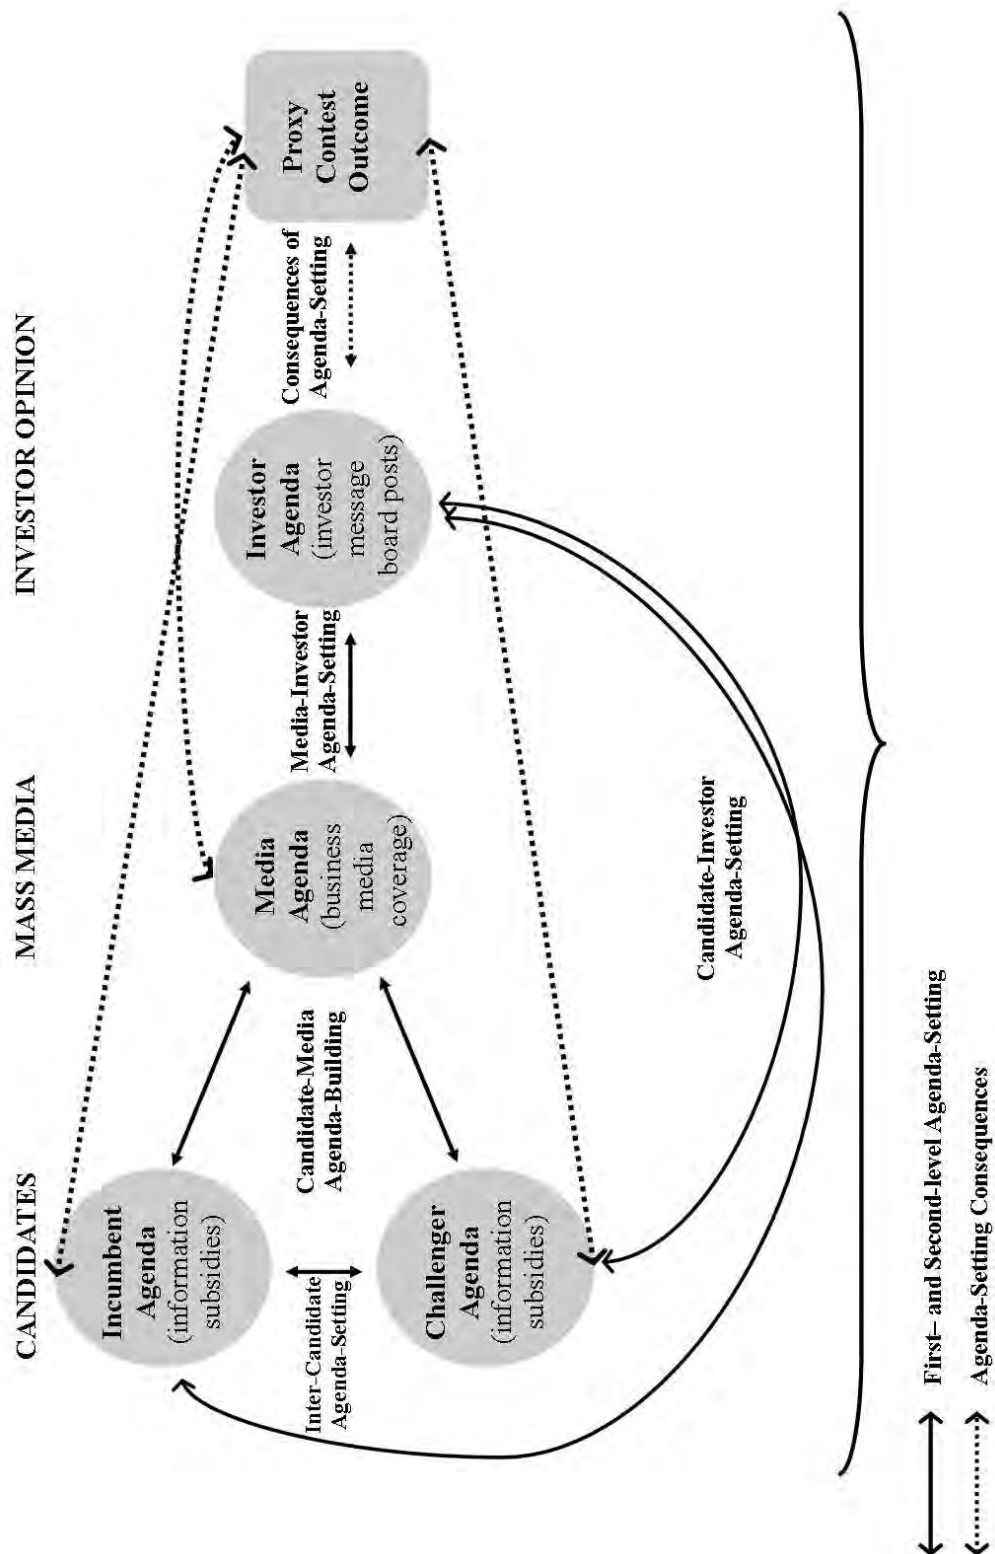 CANDIDATES
MASS MEDIA
INVESTOR OPINION
Incumbent
Agenda
(information
subsidies)
Inter-Candidate
Agenda-Setting
Challenger
Agenda
(information
subsidies)
Candidate-Media
Agenda-Building
Media
Agenda
(business
media
coverage)
Media-Investor
Agenda-Setting
Investor
Agenda
(investor
message
board posts)
Consequences of
Agenda-Setting
Proxy
Contest
Outcome
Candidate-Investor
Agenda-Setting
First– and Second-level Agenda-Setting
Agenda-Setting Consequences